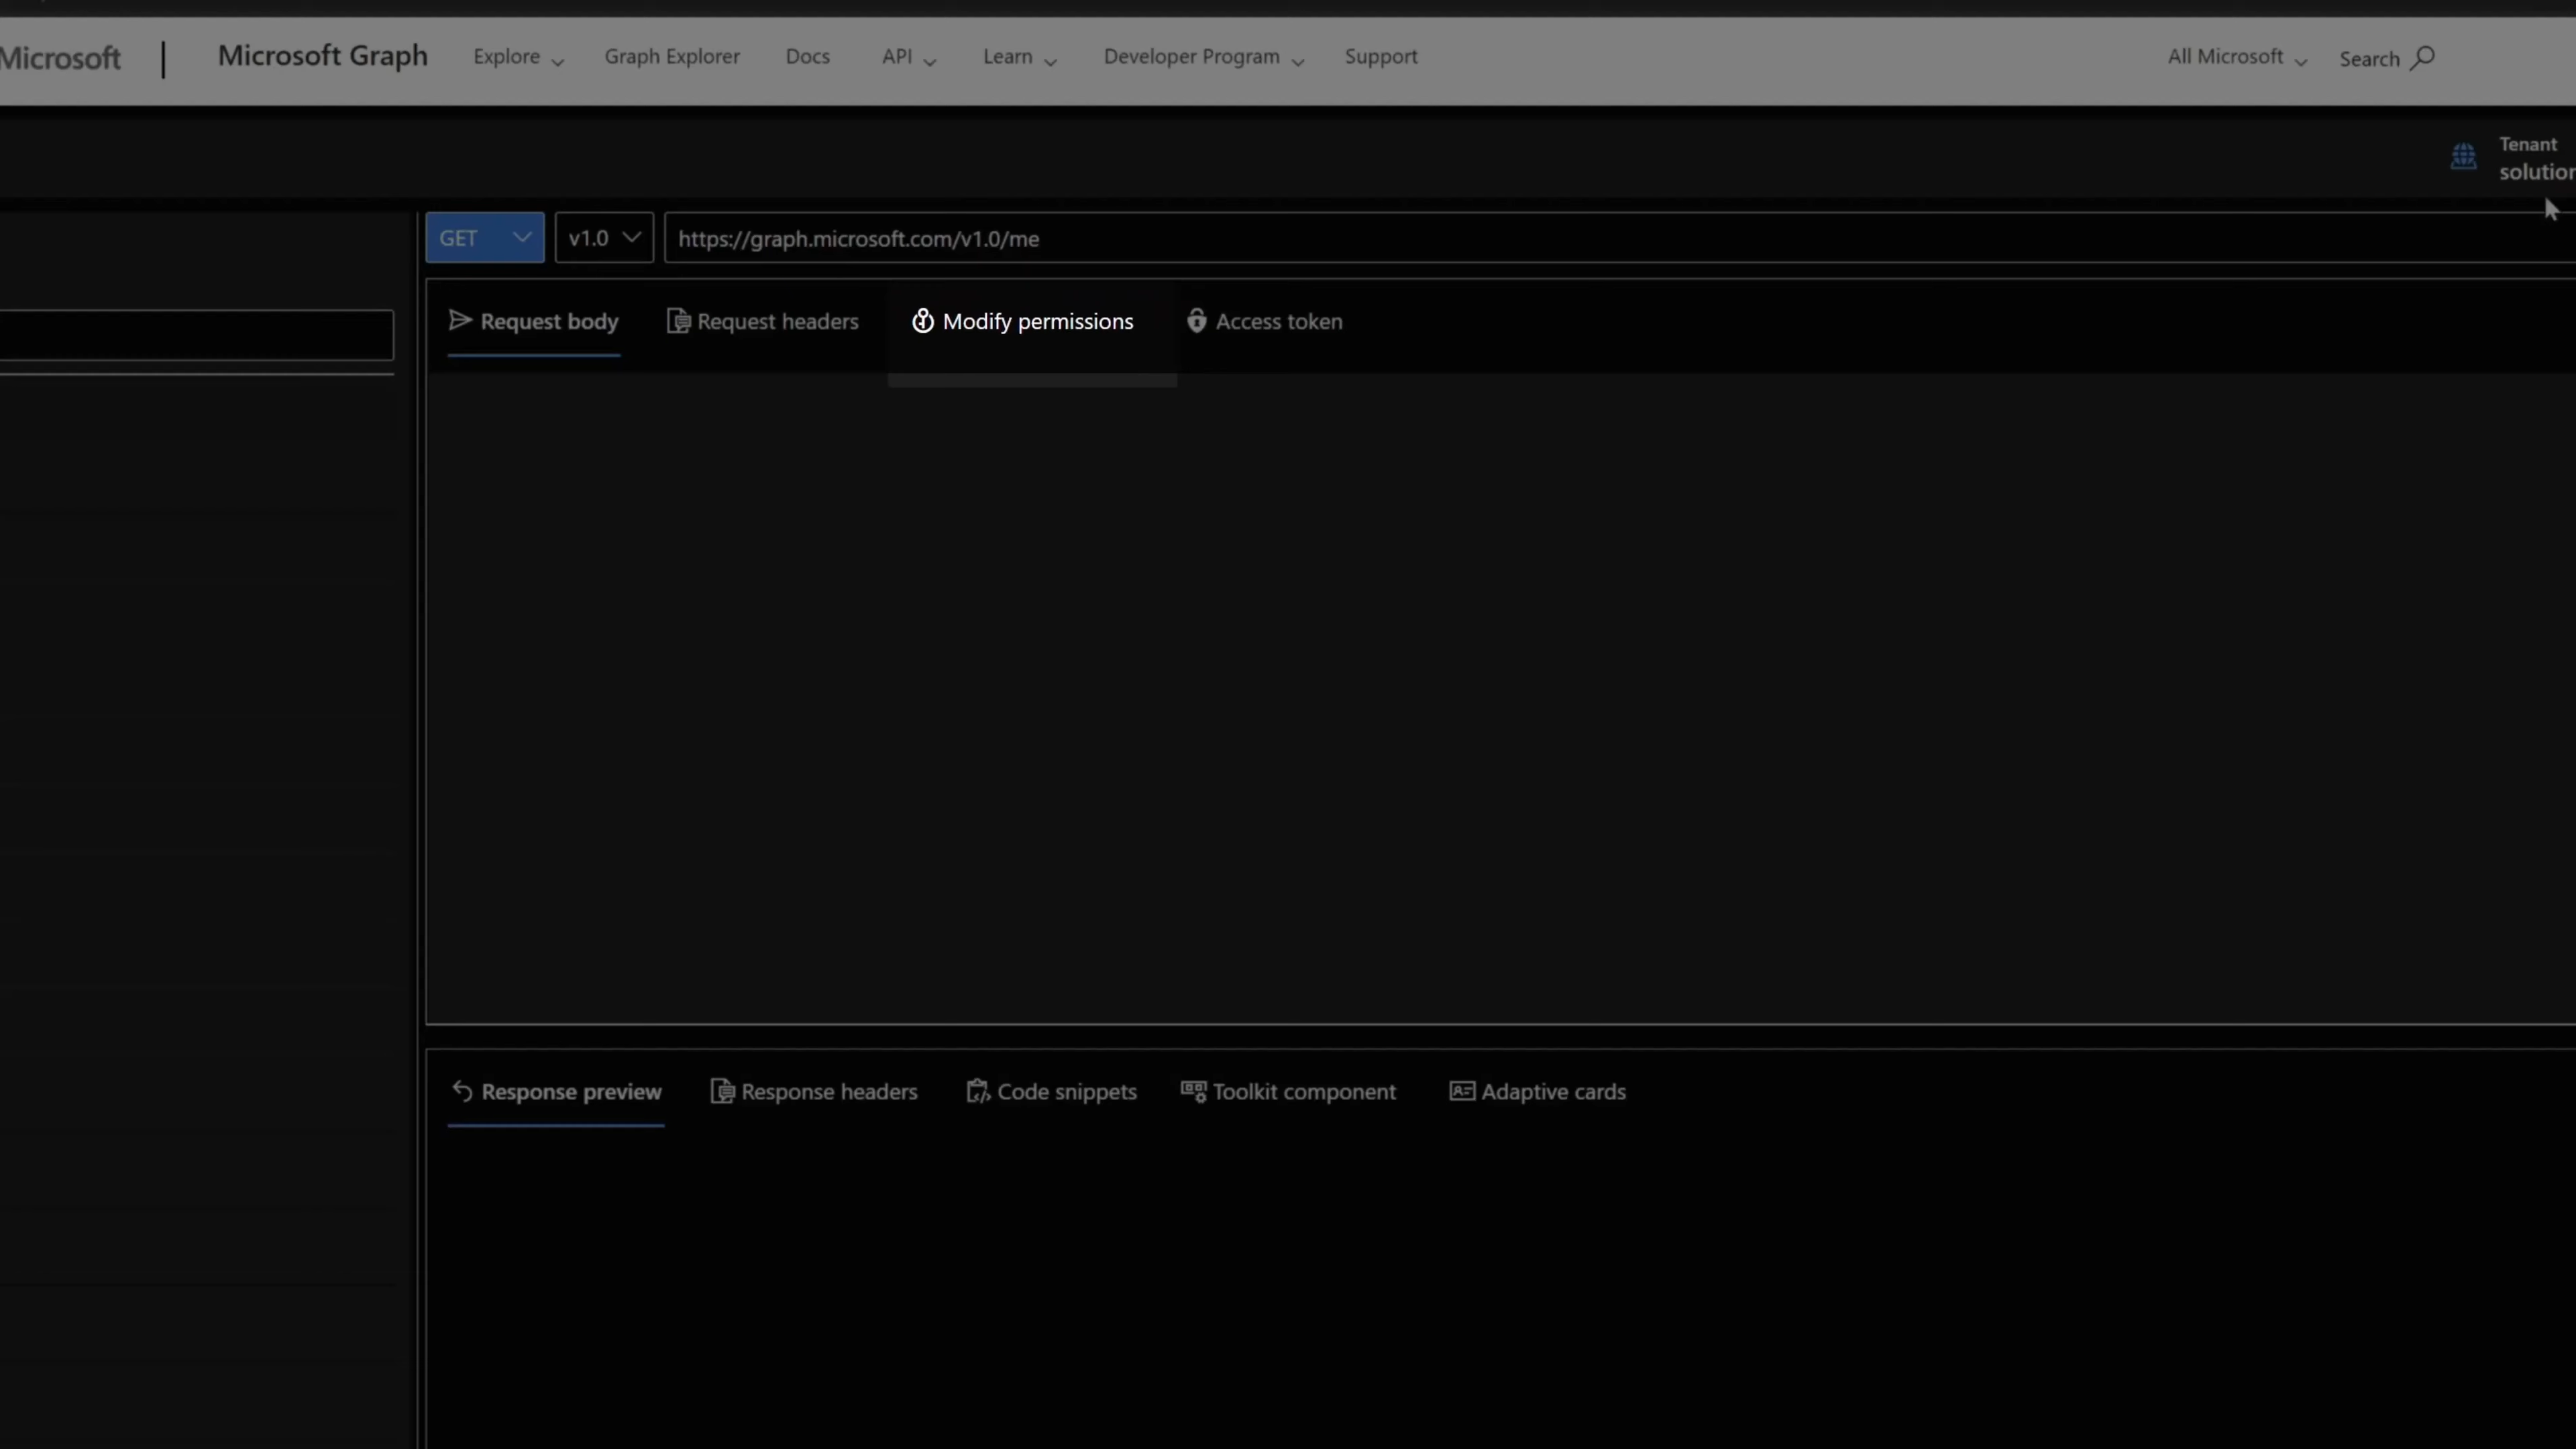 Microsoft | Microsoft Graph Explore Graph Explorer Docs API Learn Developer Program Support All Microsoft Search
Tenant
GET v1.0 https://graph.microsoft.com/v1.0/me
Request body Request headers Modify permissions Access token
Response preview Response headers Code snippets Toolkit component Adaptive cards